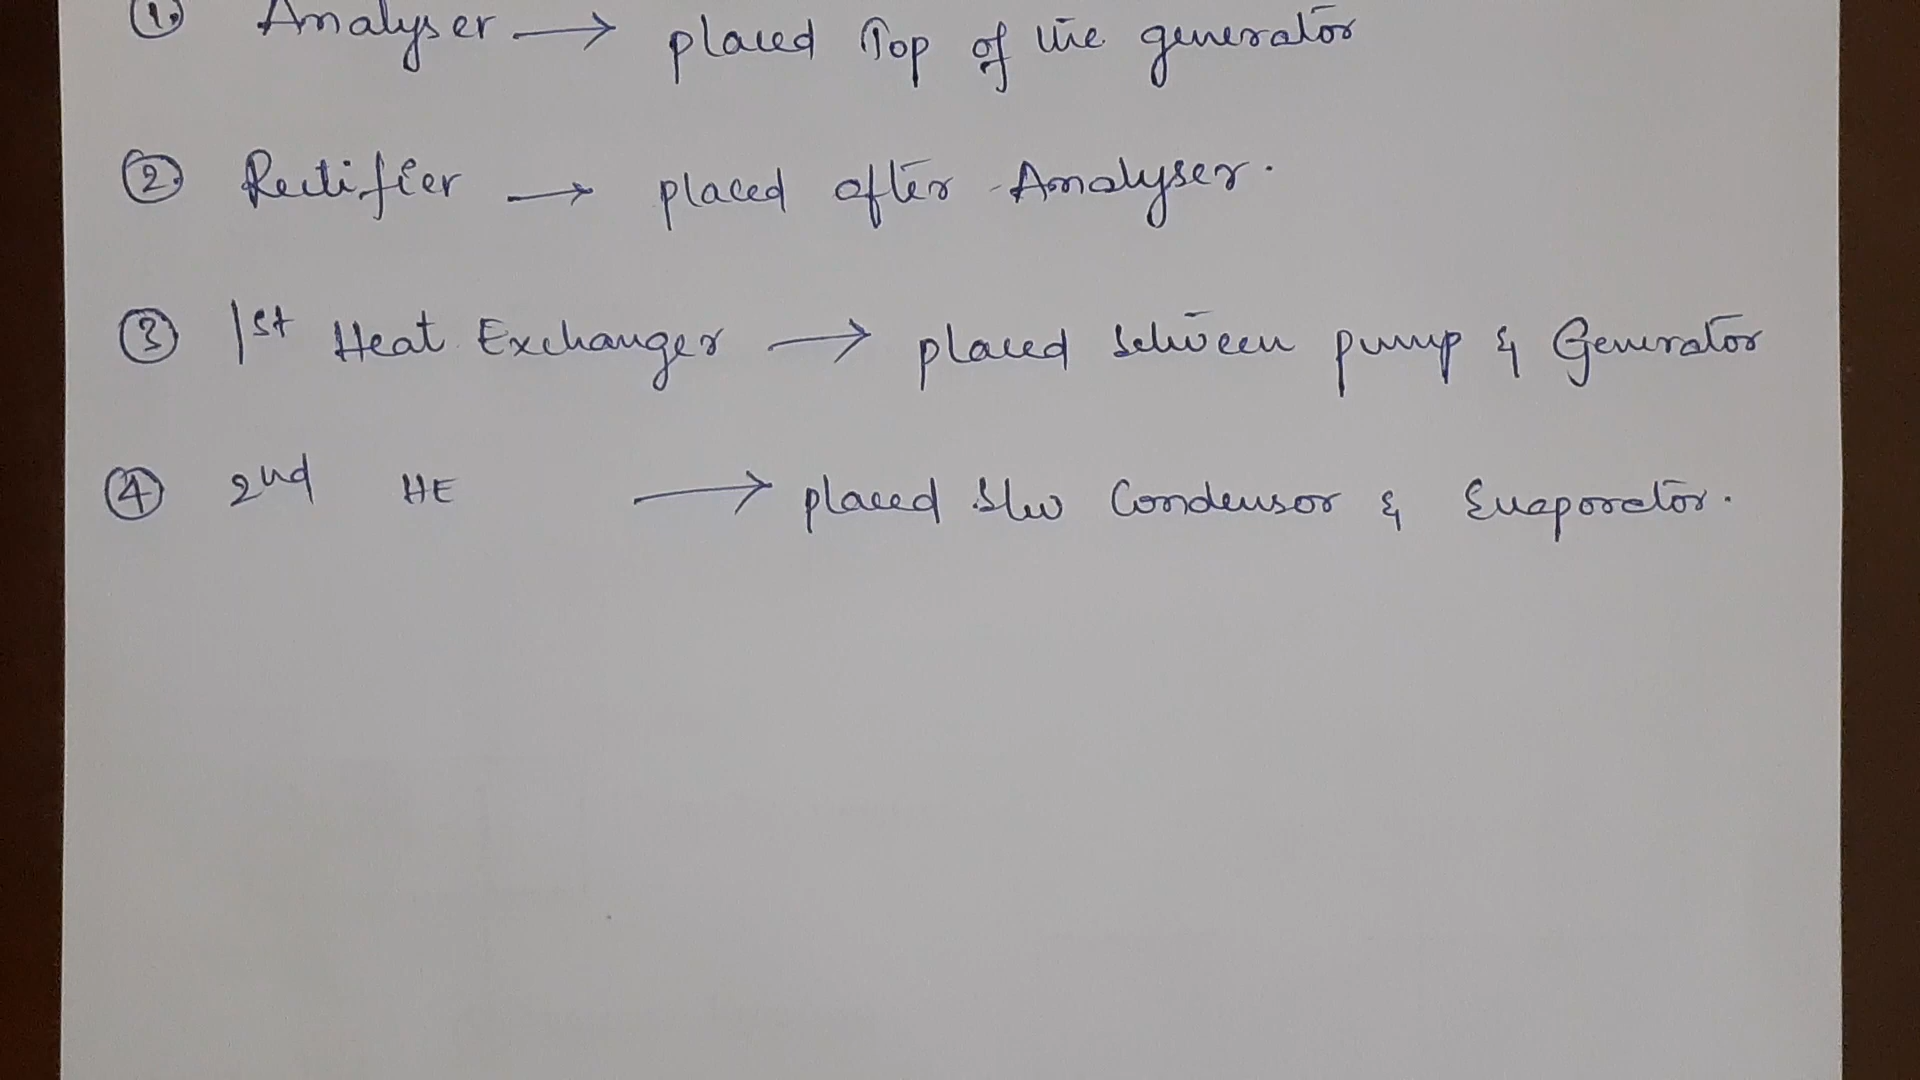 ① Analyser → placed Top of the generator
② Rectifier → placed after Analyser.
③ 1st Heat Exchanger → placed between pump & Generator
④ 2nd HE → placed b/w Condensor & Evaporator.